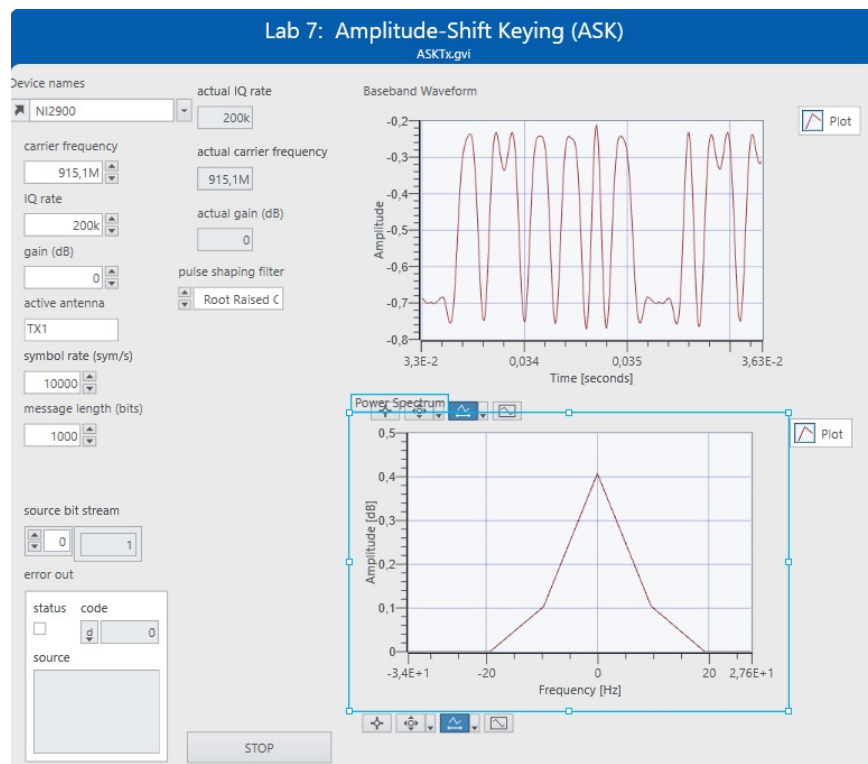 Lab 7: Amplitude-Shift Keying (ASK)
ASKTx.gvi
Device names
NI2900
carrier frequency
915,1M
IQ rate
200k
gain (dB)
0
active antenna
TX1
symbol rate (sym/s)
10000
message length (bits)
1000
source bit stream
0
1
error out
status code
d 0
source
actual IQ rate
200k
actual carrier frequency
915,1M
actual gain (dB)
0
pulse shaping filter
Root Raised C
STOP
Baseband Waveform
Plot
Amplitude
-0,2
-0,3
-0,4
-0,5
-0,6
-0,7
-0,8
3,3E-2 0,034 0,035 3,63E-2
Time [seconds]
Power Spectrum
Plot
Amplitude [dB]
0,5
0,4
0,3
0,2
0,1
0
-3,4E+1 -20 0 20 2,76E+1
Frequency [Hz]